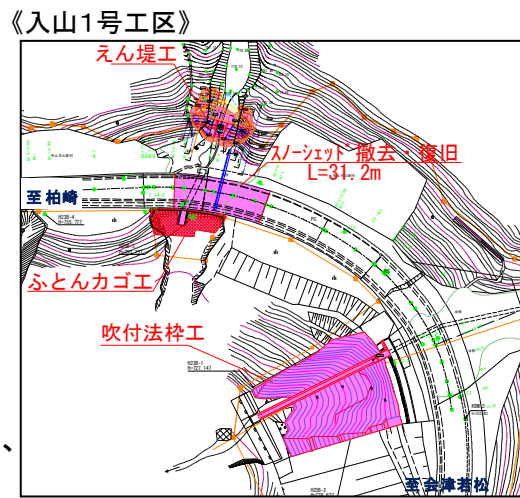 《入山1号工区》
えん堤工
スノーシェット 撤去・復旧
L=31.2m
至柏崎
ふとんカゴ工
吹付法枠工
至会津若松